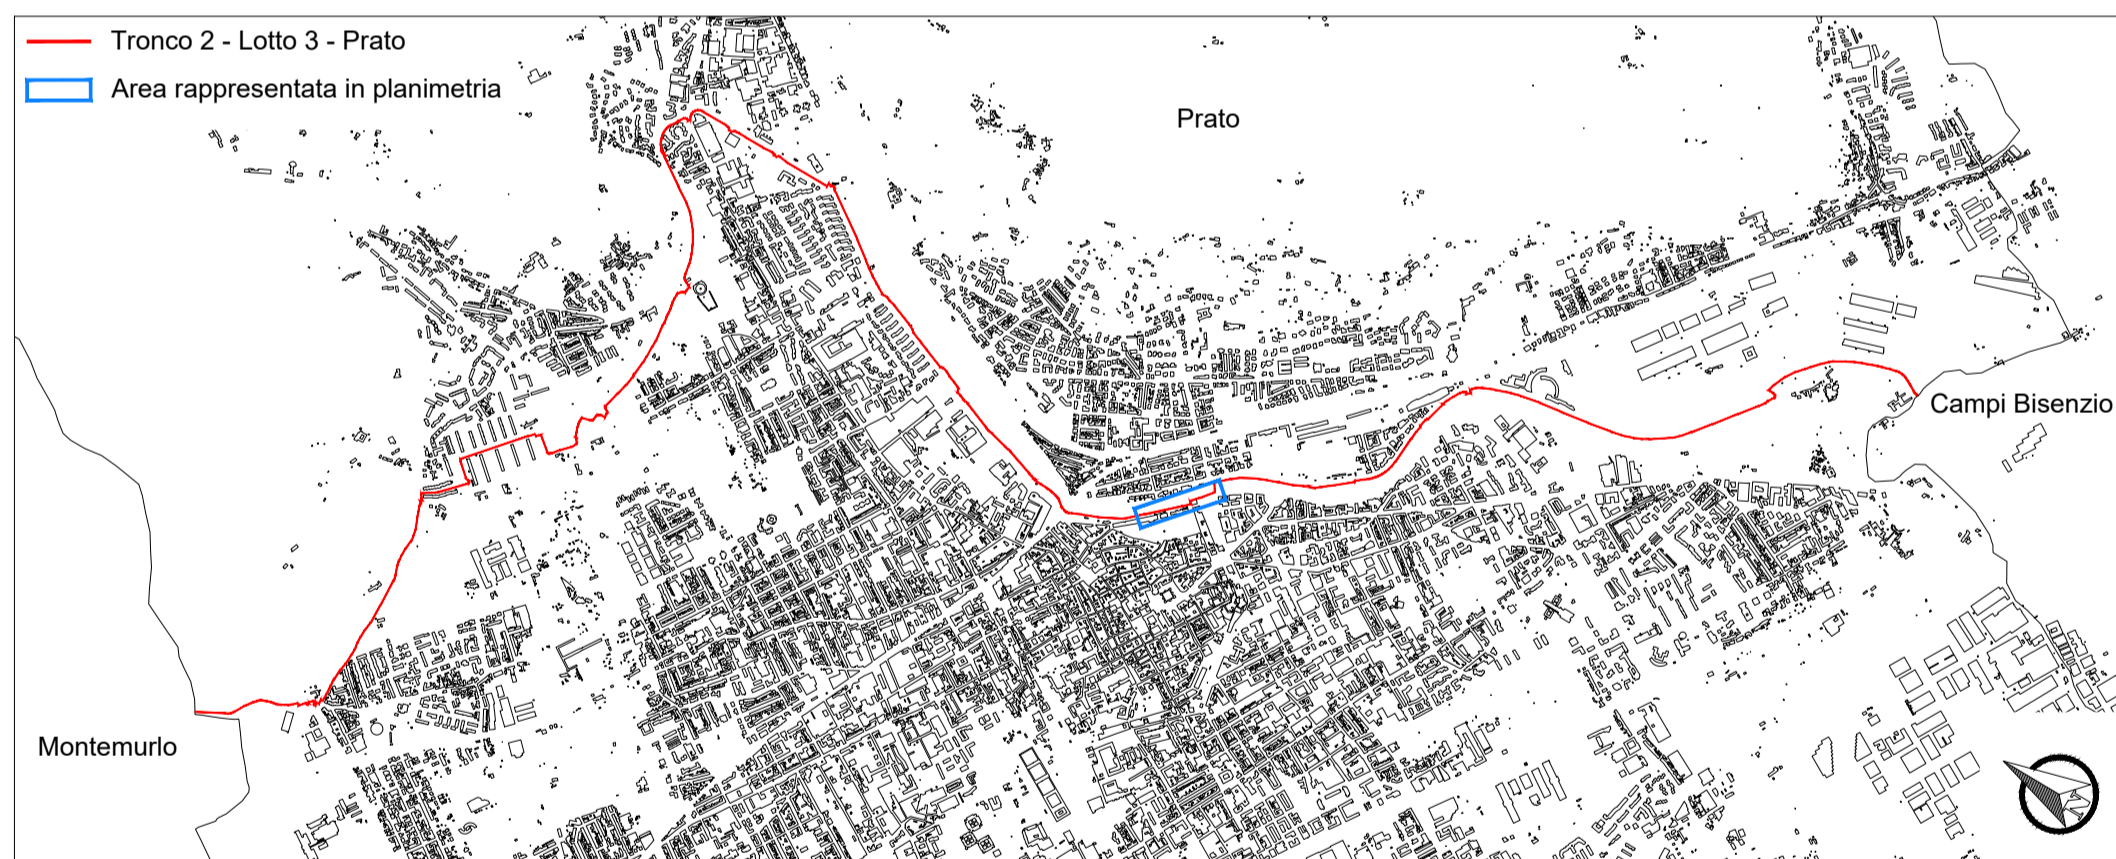 Tronco 2 - Lotto 3 - Prato
Area rappresentata in planimetria
Prato
Campi Bisenzio
Montemurlo
N